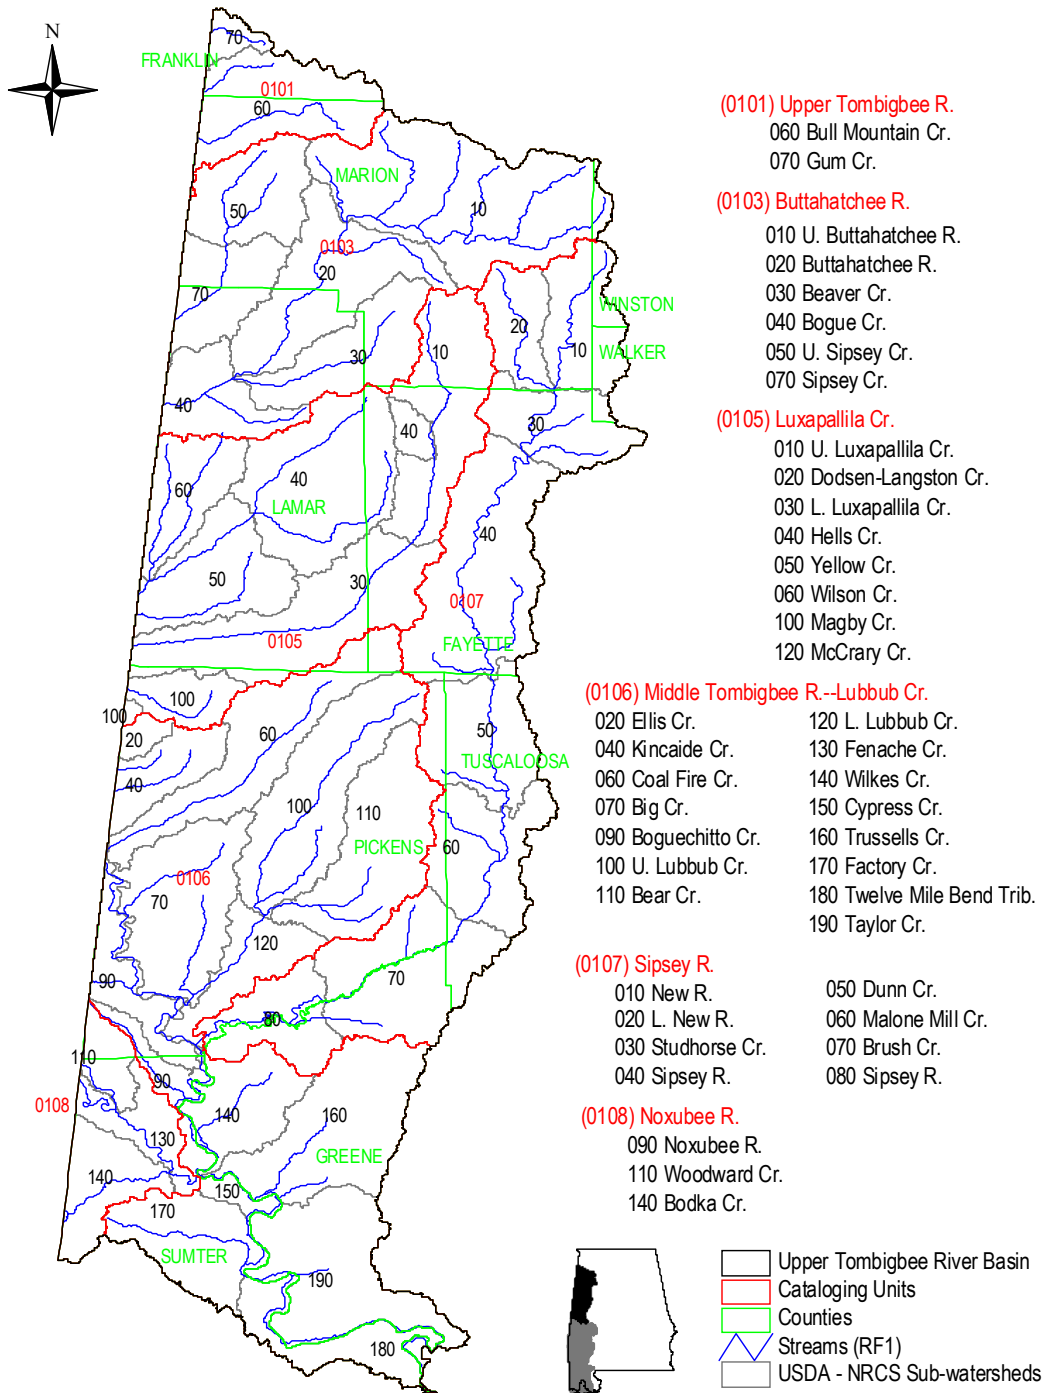 N
70
FRANKLIN
0101
60
MARION
50
10
0103
20
70
WINSTON
20
WALKER
10
10
30
40
30
40
40
60
LAMAR
40
50
30
0107
0105
FAYETTE
100
100
60
50
20
TUSCALOOSA
40
100
110
PICKENS
60
0106
70
120
70
90
80
110
90
0108
140
160
130
GREENE
140
150
170
SUMTER
190
180
(0101) Upper Tombigbee R.
060 Bull Mountain Cr.
070 Gum Cr.
(0103) Buttahatchee R.
010 U. Buttahatchee R.
020 Buttahatchee R.
030 Beaver Cr.
040 Bogue Cr.
050 U. Sipsey Cr.
070 Sipsey Cr.
(0105) Luxapallila Cr.
010 U. Luxapallila Cr.
020 Dodsen-Langston Cr.
030 L. Luxapallila Cr.
040 Hells Cr.
050 Yellow Cr.
060 Wilson Cr.
100 Magby Cr.
120 McCrary Cr.
(0106) Middle Tombigbee R.--Lubbub Cr.
020 Ellis Cr.
040 Kincaide Cr.
060 Coal Fire Cr.
070 Big Cr.
090 Boguechitto Cr.
100 U. Lubbub Cr.
110 Bear Cr.
120 L. Lubbub Cr.
130 Fenache Cr.
140 Wilkes Cr.
150 Cypress Cr.
160 Trussells Cr.
170 Factory Cr.
180 Twelve Mile Bend Trib.
190 Taylor Cr.
(0107) Sipsey R.
010 New R.
020 L. New R.
030 Studhorse Cr.
040 Sipsey R.
050 Dunn Cr.
060 Malone Mill Cr.
070 Brush Cr.
080 Sipsey R.
(0108) Noxubee R.
090 Noxubee R.
110 Woodward Cr.
140 Bodka Cr.
Upper Tombigbee River Basin
Cataloging Units
Counties
Streams (RF1)
USDA - NRCS Sub-watersheds